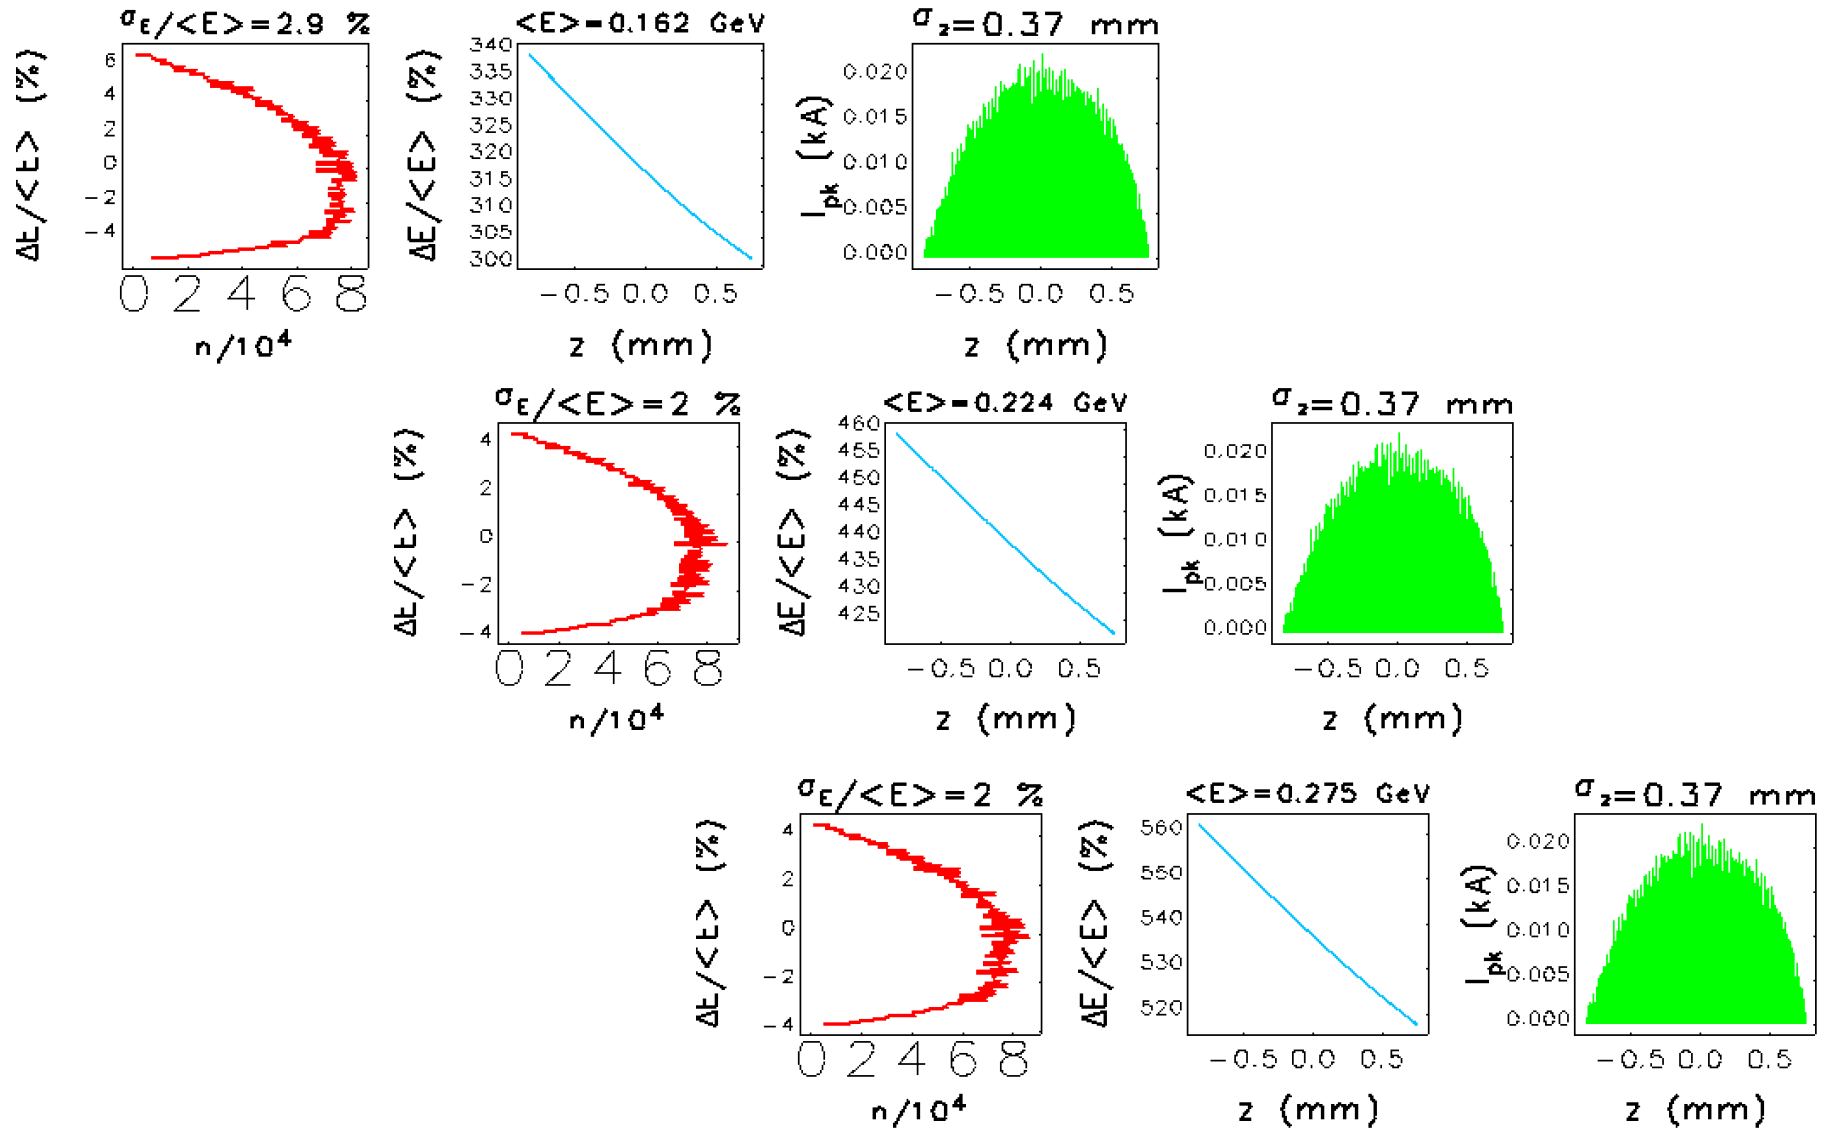 σE/<E>=2.9 %
<E>=0.162 GeV
σz=0.37 mm
ΔE/<E> (%)
6
4
2
0
−2
−4
0 2 4 6 8
n/10⁴
ΔE/<E> (%)
340
335
330
325
320
315
310
305
300
−0.5 0.0 0.5
z (mm)
Ipk (kA)
0.020
0.015
0.010
0.005
0.000
−0.5 0.0 0.5
z (mm)
σE/<E>=2 %
<E>=0.224 GeV
σz=0.37 mm
ΔE/<E> (%)
4
2
0
−2
−4
0 2 4 6 8
n/10⁴
ΔE/<E> (%)
460
455
450
445
440
435
430
425
−0.5 0.0 0.5
z (mm)
Ipk (kA)
0.020
0.015
0.010
0.005
0.000
−0.5 0.0 0.5
z (mm)
σE/<E>=2 %
<E>=0.275 GeV
σz=0.37 mm
ΔE/<E> (%)
4
2
0
−2
−4
0 2 4 6 8
n/10⁴
ΔE/<E> (%)
560
550
540
530
520
−0.5 0.0 0.5
z (mm)
Ipk (kA)
0.020
0.015
0.010
0.005
0.000
−0.5 0.0 0.5
z (mm)